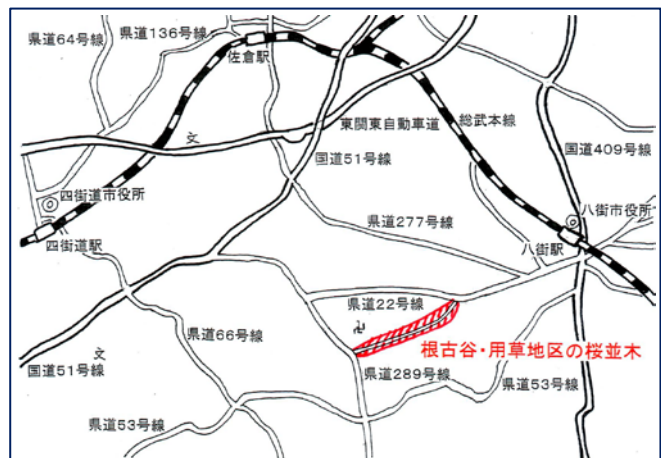 県道64号線
県道136号線
佐倉駅
文
東関東自動車道
総武本線
国道51号線
国道409号線
四街道市役所
八街市役所
四街道駅
県道277号線
八街駅
県道22号線
卍
根古谷・用草地区の桜並木
県道66号線
文
国道51号線
県道289号線
県道53号線
県道53号線